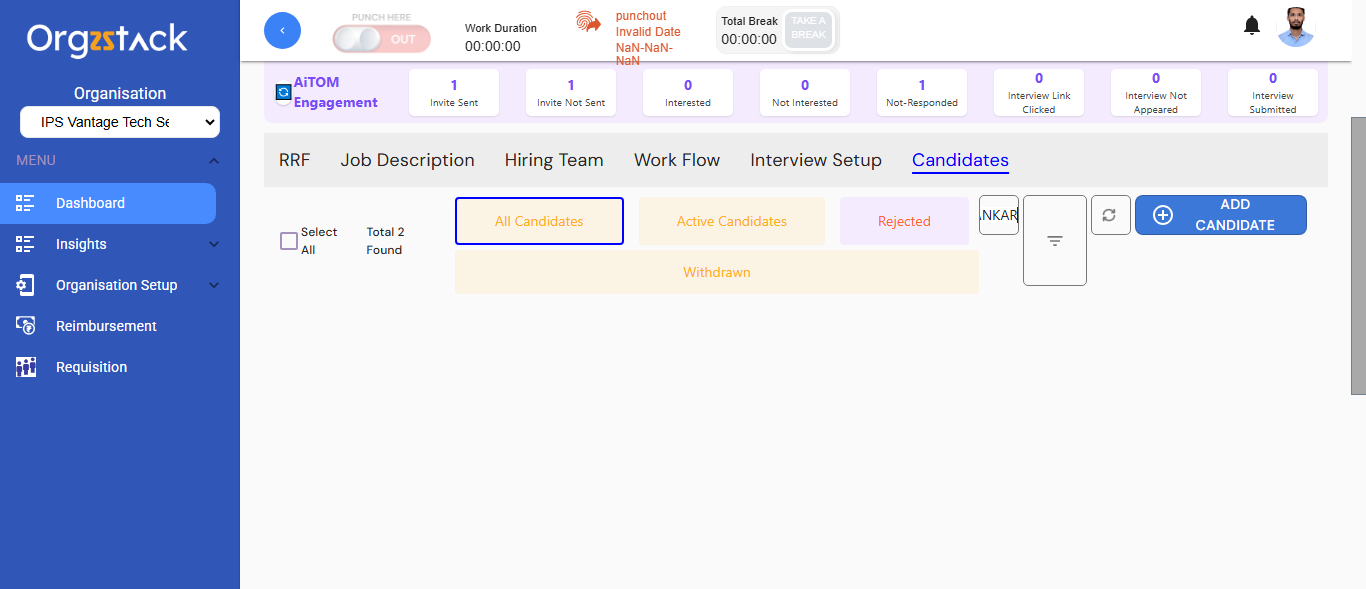 Orgzstack
Organisation
IPS Vantage Tech Se
MENU
Dashboard
Insights
Organisation Setup
Reimbursement
Requisition
PUNCH HERE
OUT
Work Duration
00:00:00
punchout
Invalid Date
NaN-NaN-
NaN
Total Break
00:00:00
TAKE A
BREAK
AiTOM
Engagement
1
Invite Sent
1
Invite Not Sent
0
Interested
0
Not Interested
1
Not-Responded
0
Interview Link
Clicked
0
Interview Not
Appeared
0
Interview
Submitted
RRF
Job Description
Hiring Team
Work Flow
Interview Setup
Candidates
Select
All
Total 2
Found
All Candidates
Active Candidates
Rejected
Withdrawn
ANKAR
ADD
CANDIDATE